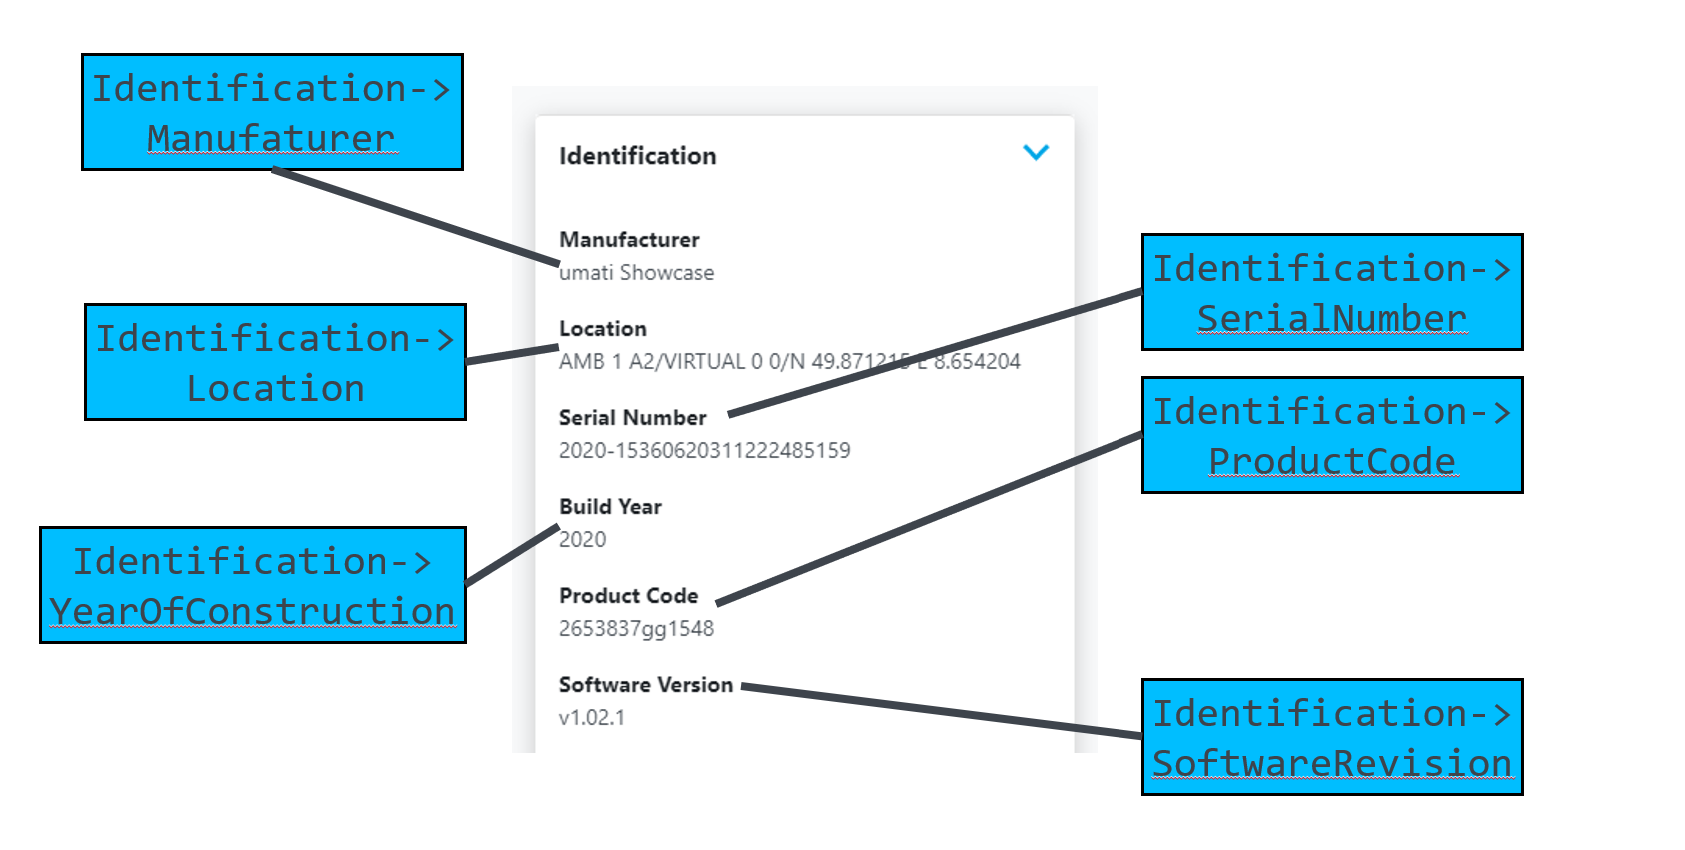 Identification->
Manufaturer
Identification->
Location
Identification->
YearOfConstruction
Identification
Manufacturer
umati Showcase
Location
AMB 1 A2/VIRTUAL 0 0/N 49.871215 E 8.654204
Serial Number
2020-15360620311222485159
Build Year
2020
Product Code
2653837gg1548
Software Version
v1.02.1
Identification->
SerialNumber
Identification->
ProductCode
Identification->
SoftwareRevision